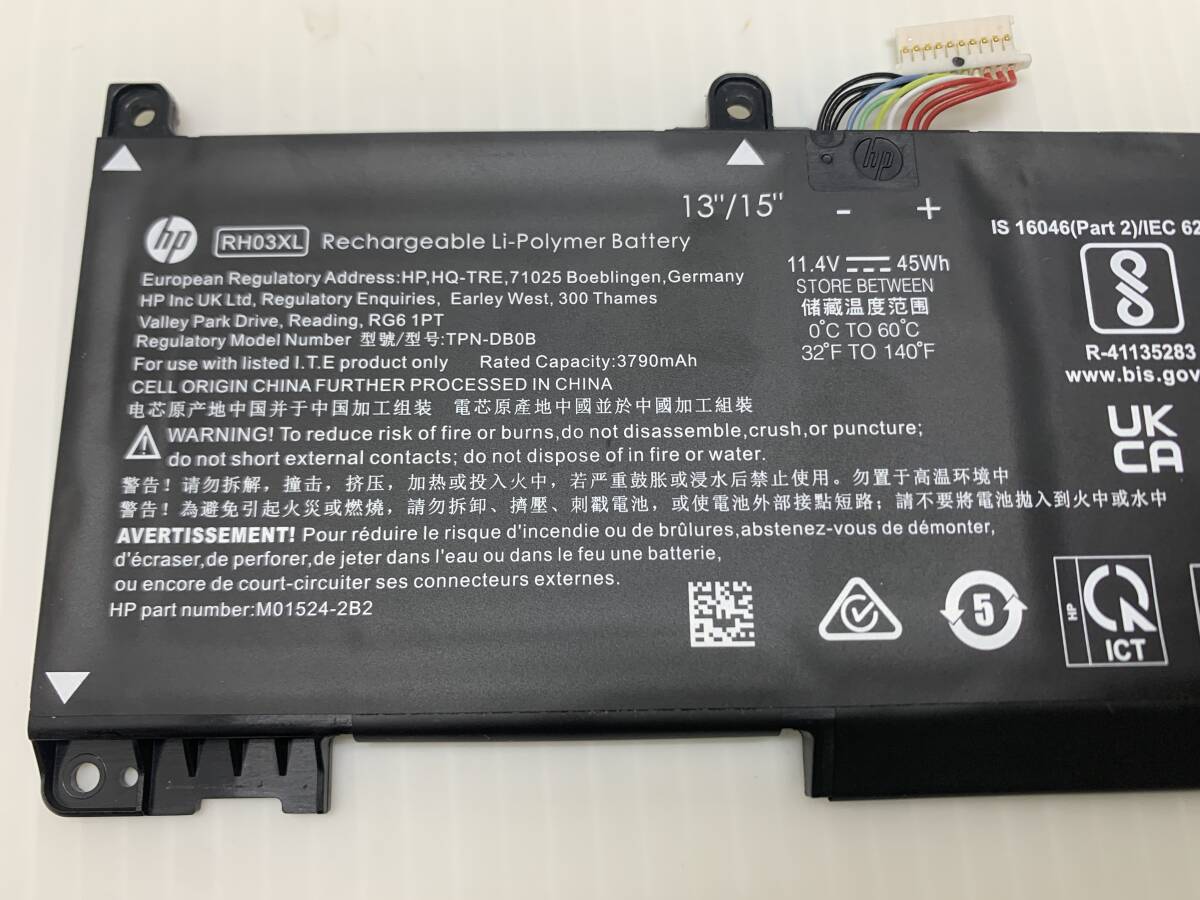 hp
13"/15" - +
hp RH03XL Rechargeable Li-Polymer Battery
European Regulatory Address:HP,HQ-TRE,71025 Boeblingen,Germany
HP Inc UK Ltd, Regulatory Enquiries, Earley West, 300 Thames
Valley Park Drive, Reading, RG6 1PT
Regulatory Model Number 型號/型号:TPN-DB0B
For use with listed I.T.E product only Rated Capacity:3790mAh
CELL ORIGIN CHINA FURTHER PROCESSED IN CHINA
电芯原产地中国并于中国加工组装 電芯原產地中國並於中國加工組裝
11.4V 45Wh
STORE BETWEEN
储藏温度范围
0°C TO 60°C
32°F TO 140°F
IS 16046(Part 2)/IEC 62
R-41135283
www.bis.gov
UK
CA
WARNING! To reduce risk of fire or burns,do not disassemble,crush,or puncture;
do not short external contacts; do not dispose of in fire or water.
警告！请勿拆解，撞击，挤压，加热或投入火中，若严重鼓胀或浸水后禁止使用。勿置于高温环境中
警告！為避免引起火災或燃燒，請勿拆卸、擠壓、刺戳電池，或使電池外部接點短路；請不要將電池拋入到火中或水中
AVERTISSEMENT! Pour réduire le risque d'incendie ou de brûlures,abstenez-vous de démonter,
d'écraser,de perforer,de jeter dans l'eau ou dans le feu une batterie,
ou encore de court-circuiter ses connecteurs externes.
HP part number:M01524-2B2
5
HP
ICT